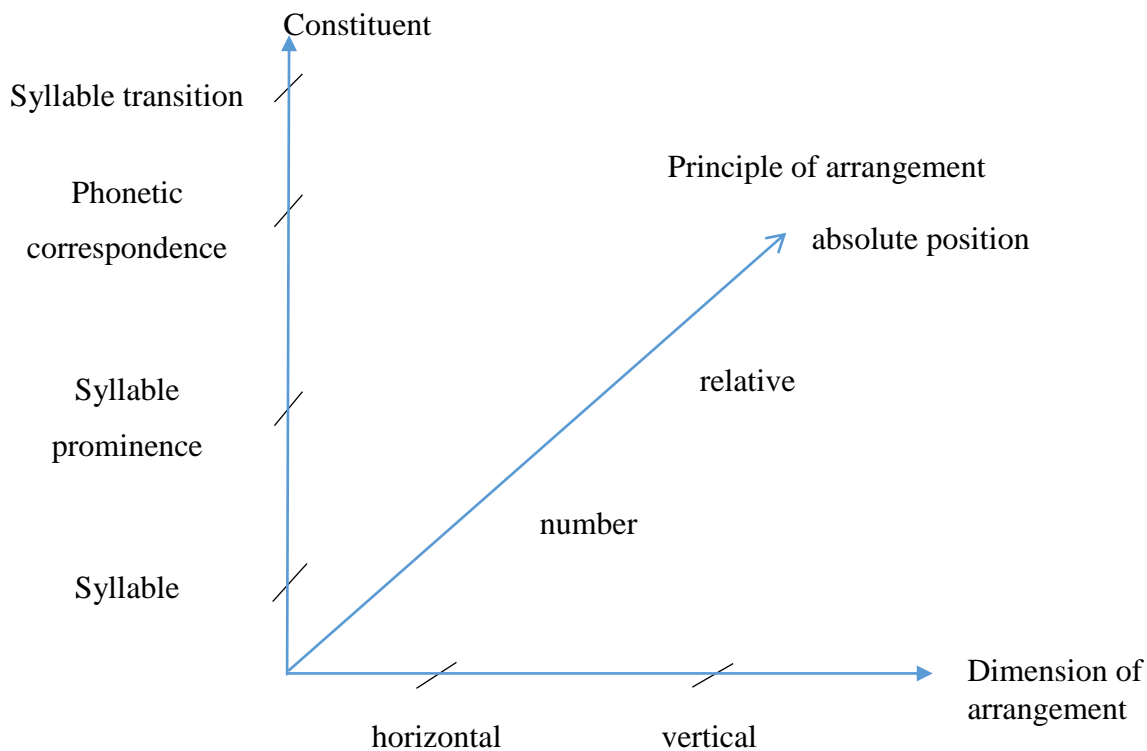 Constituent
Syllable transition
Phonetic
correspondence
Principle of arrangement
absolute position
Syllable
prominence
relative
number
Syllable
Dimension of
arrangement
horizontal
vertical